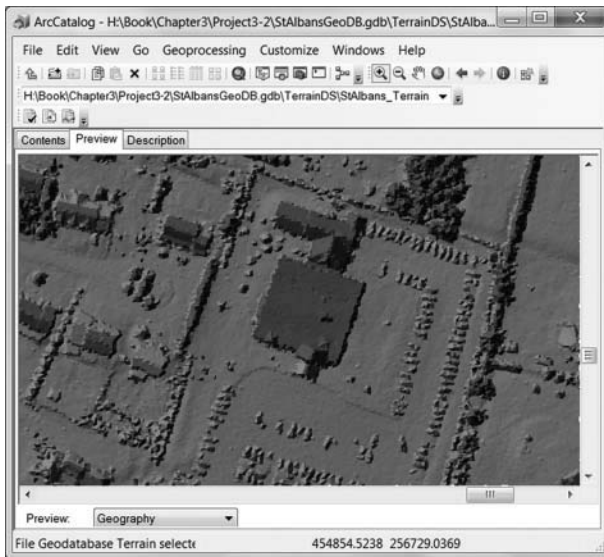 ArcCatalog - H:\Book\Chapter3\Project3-2\StAlbansGeoDB.gdb\TerrainDS\StAlba...
File Edit View Go Geoprocessing Customize Windows Help
H:\Book\Chapter3\Project3-2\StAlbansGeoDB.gdb\TerrainDS\StAlbans_Terrain
Contents Preview Description
Preview: Geography
File Geodatabase Terrain selecte 454854.5238 256729.0369